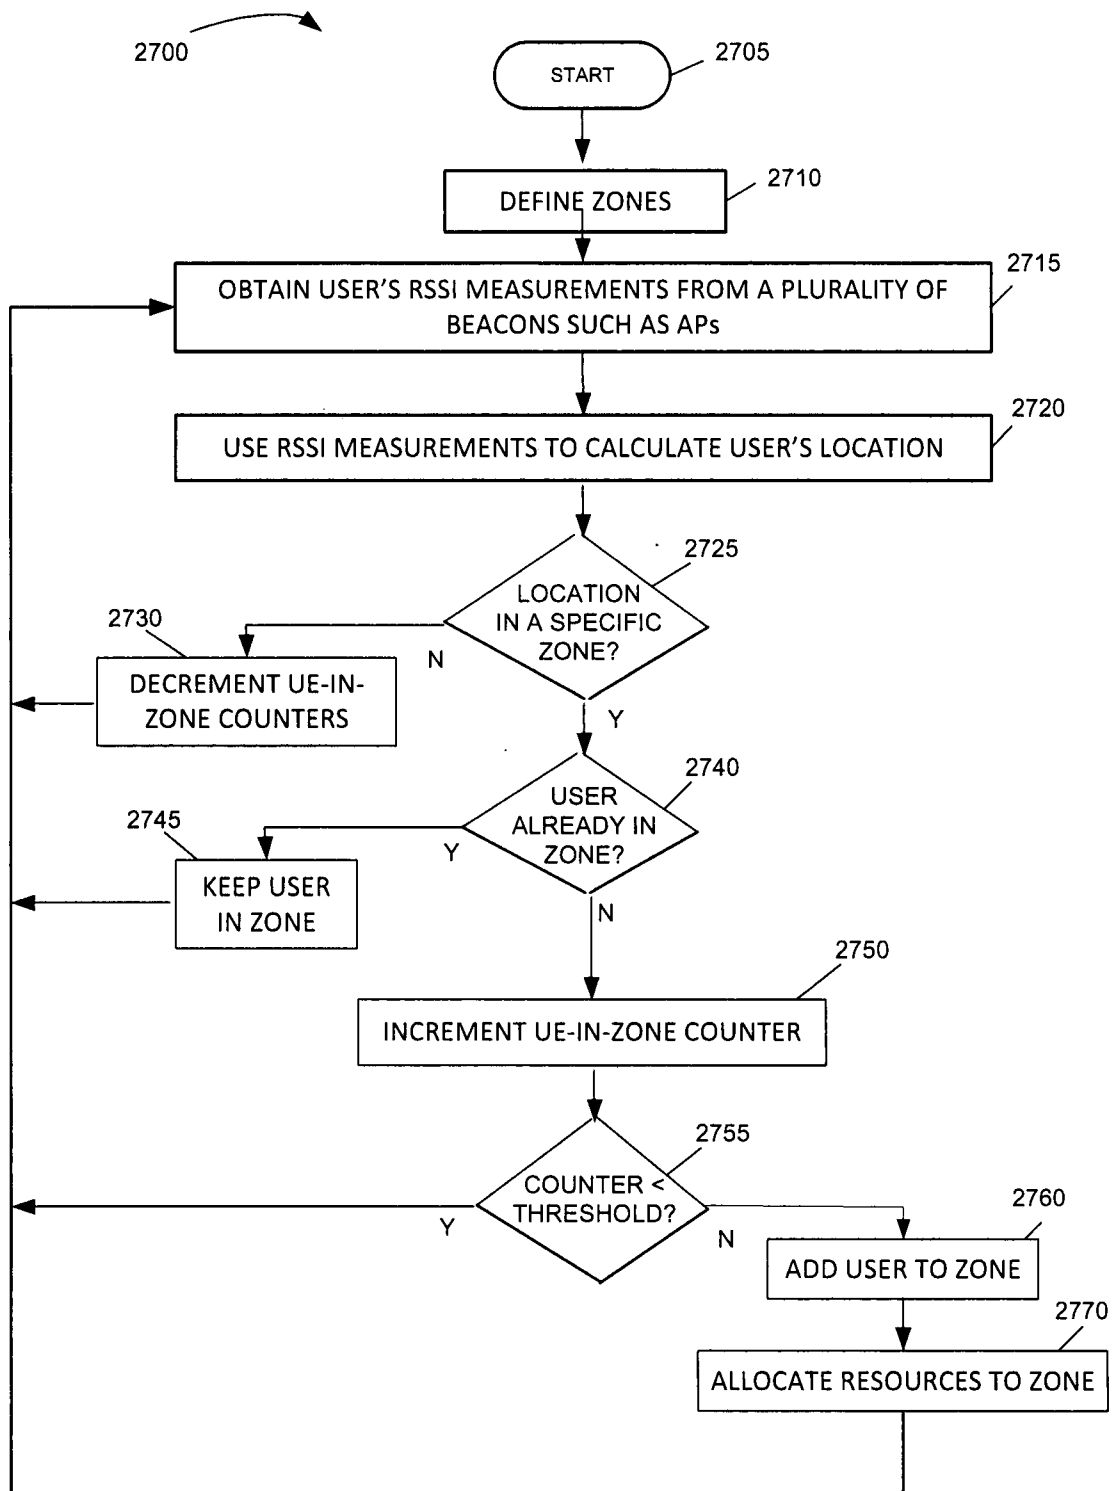 2700
START
2705
DEFINE ZONES
2710
OBTAIN USER'S RSSI MEASUREMENTS FROM A PLURALITY OF
BEACONS SUCH AS APs
2715
USE RSSI MEASUREMENTS TO CALCULATE USER'S LOCATION
2720
LOCATION
IN A SPECIFIC
ZONE?
2725
N
Y
2730
DECREMENT UE-IN-
ZONE COUNTERS
USER
ALREADY IN
ZONE?
2740
Y
N
2745
KEEP USER
IN ZONE
2750
INCREMENT UE-IN-ZONE COUNTER
COUNTER <
THRESHOLD?
2755
Y
N
2760
ADD USER TO ZONE
2770
ALLOCATE RESOURCES TO ZONE